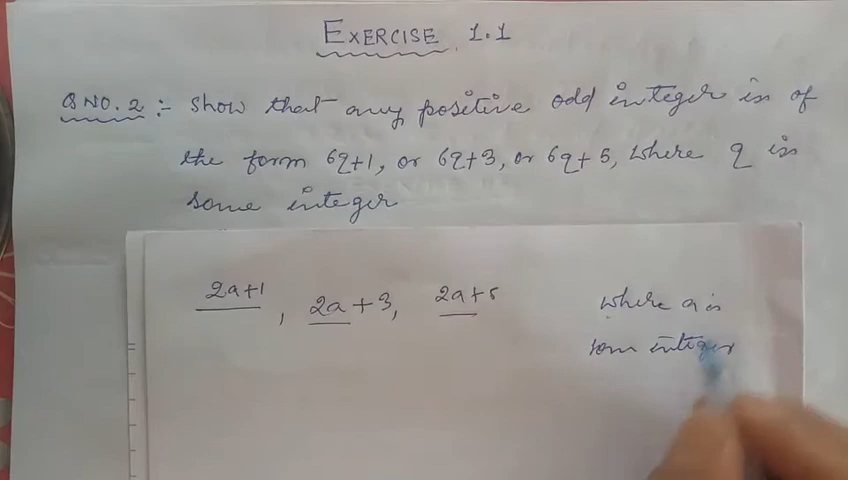 EXERCISE 1.1
Q NO. 2 :- Show that any positive odd integer is of
the form 6q+1, or 6q+3, or 6q+5, where q is
some integer
2a+1, 2a+3, 2a+5 where a is
som integer